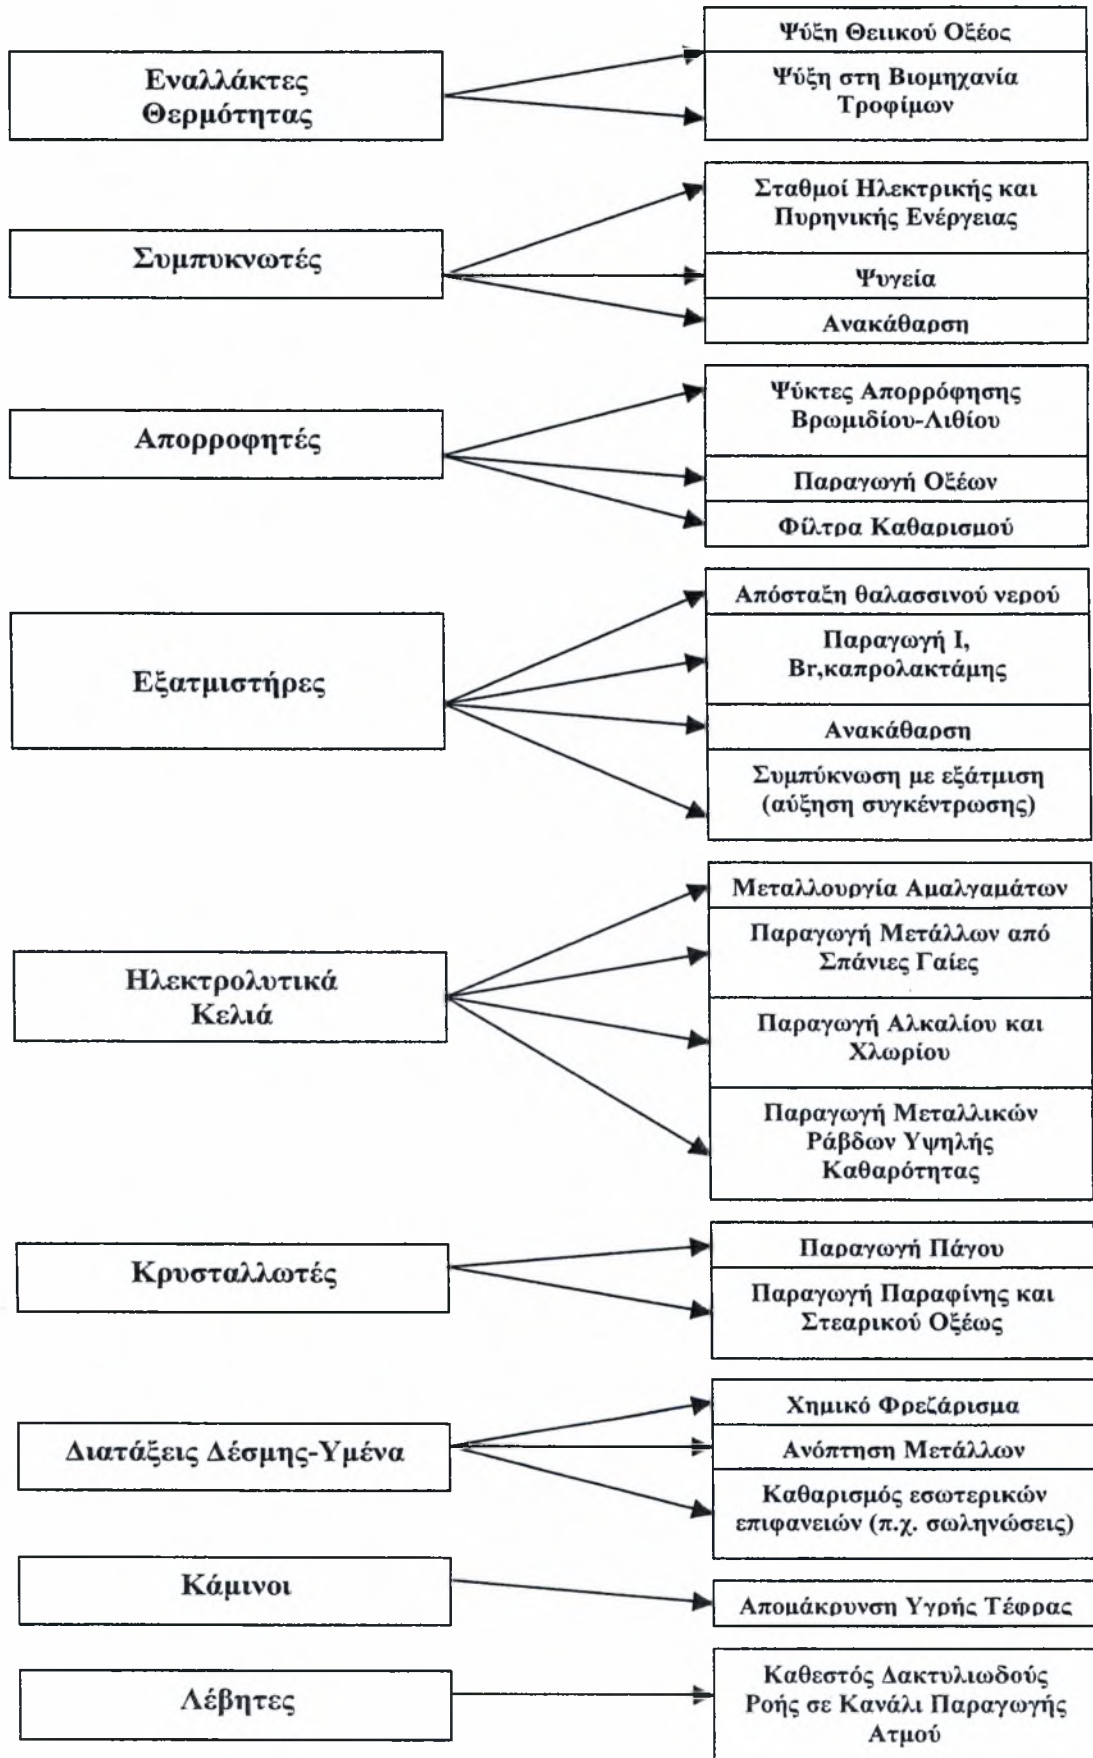 Εναλλάκτες
Θερμότητας
Ψύξη Θειικού Οξέος
Ψύξη στη Βιομηχανία
Τροφίμων
Συμπυκνωτές
Σταθμοί Ηλεκτρικής και
Πυρηνικής Ενέργειας
Ψυγεία
Ανακάθαρση
Απορροφητές
Ψύκτες Απορρόφησης
Βρωμιδίου-Λιθίου
Παραγωγή Οξέων
Φίλτρα Καθαρισμού
Εξατμιστήρες
Απόσταξη θαλασσινού νερού
Παραγωγή Ι,
Br,καπρολακτάμης
Ανακάθαρση
Συμπύκνωση με εξάτμιση
(αύξηση συγκέντρωσης)
Ηλεκτρολυτικά
Κελιά
Μεταλλουργία Αμαλγαμάτων
Παραγωγή Μετάλλων από
Σπάνιες Γαίες
Παραγωγή Αλκαλίου και
Χλωρίου
Παραγωγή Μεταλλικών
Ράβδων Υψηλής
Καθαρότητας
Κρυσταλλωτές
Παραγωγή Πάγου
Παραγωγή Παραφίνης και
Στεαρικού Οξέως
Διατάξεις Δέσμης-Υμένα
Χημικό Φρεζάρισμα
Ανόπτηση Μετάλλων
Καθαρισμός εσωτερικών
επιφανειών (π.χ. σωληνώσεις)
Κάμινοι
Απομάκρυνση Υγρής Τέφρας
Λέβητες
Καθεστός Δακτυλιωδούς
Ροής σε Κανάλι Παραγωγής
Ατμού